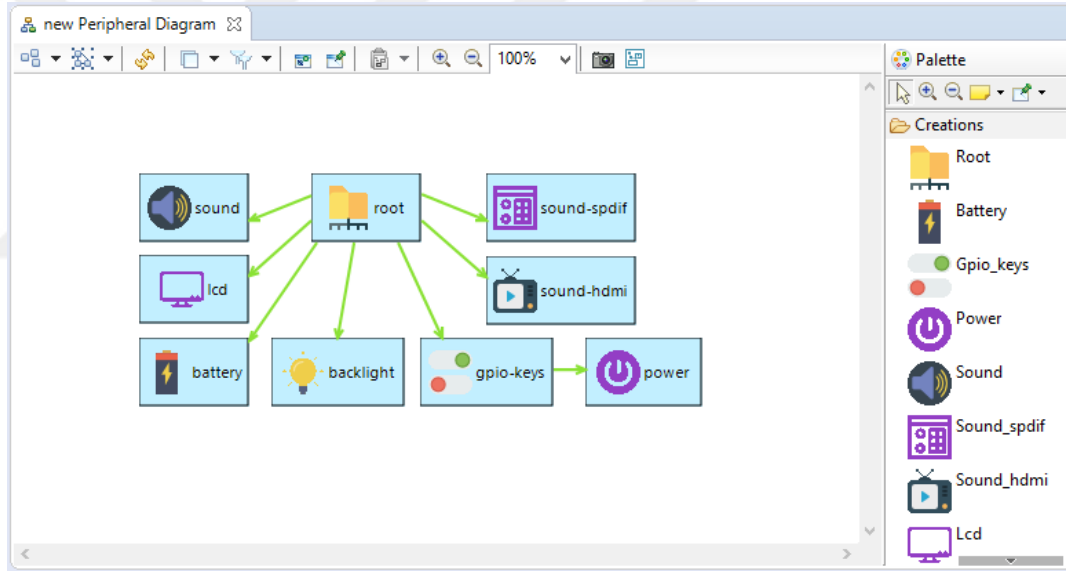 new Peripheral Diagram
100%
Palette
Creations
Root
Battery
Gpio_keys
Power
Sound
Sound_spdif
Sound_hdmi
Lcd
sound
root
sound-spdif
lcd
sound-hdmi
battery
backlight
gpio-keys
power